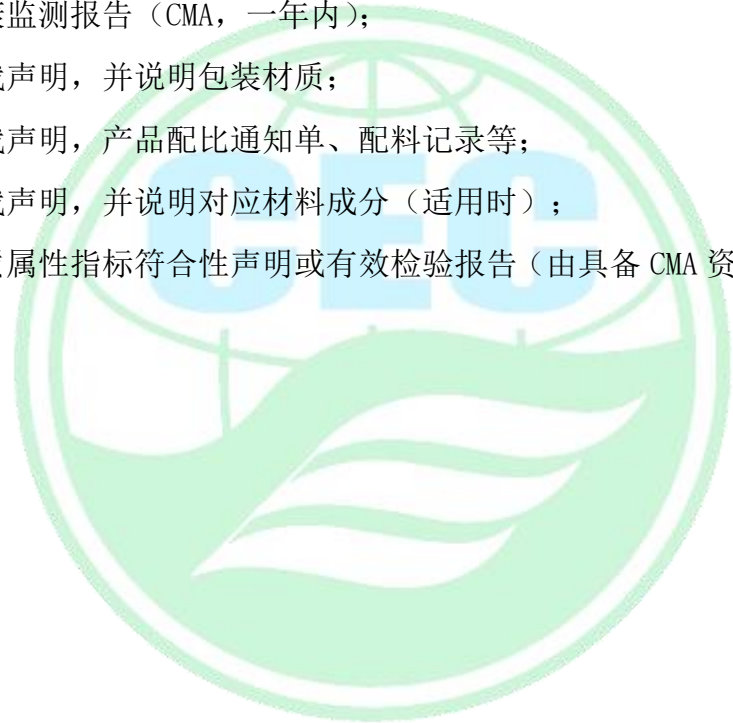 监测报告（CMA，一年内）；
声明，并说明包装材质；
声明，产品配比通知单、配料记录等；
声明，并说明对应材料成分（适用时）；
属性指标符合性声明或有效检验报告（由具备 CMA 资
CEC